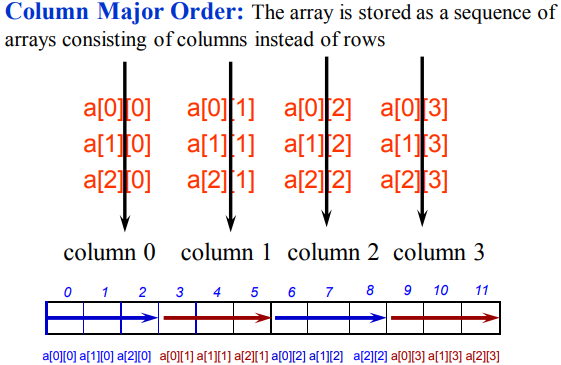 Column Major Order: The array is stored as a sequence of
arrays consisting of columns instead of rows
a[0][0] a[0][1] a[0][2] a[0][3]
a[1][0] a[1][1] a[1][2] a[1][3]
a[2][0] a[2][1] a[2][2] a[2][3]
column 0 column 1 column 2 column 3
0 1 2 3 4 5 6 7 8 9 10 11
a[0][0] a[1][0] a[2][0] a[0][1] a[1][1] a[2][1] a[0][2] a[1][2] a[2][2] a[0][3] a[1][3] a[2][3]